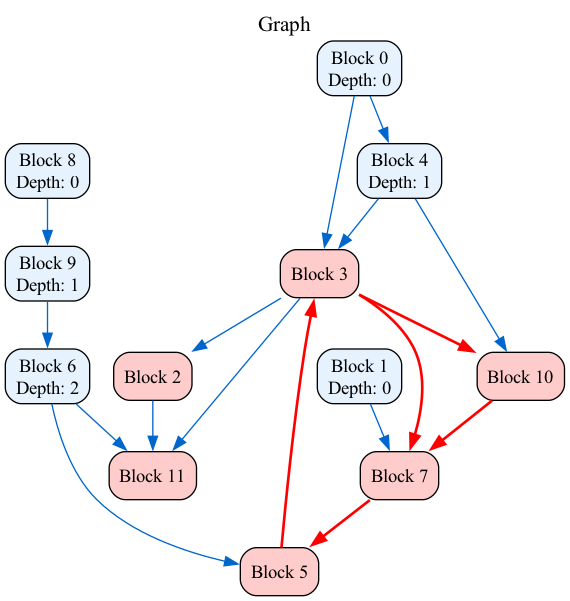 Graph
Block 0
Depth: 0
Block 8
Depth: 0
Block 4
Depth: 1
Block 9
Depth: 1
Block 3
Block 6
Depth: 2
Block 2
Block 1
Depth: 0
Block 10
Block 11
Block 7
Block 5